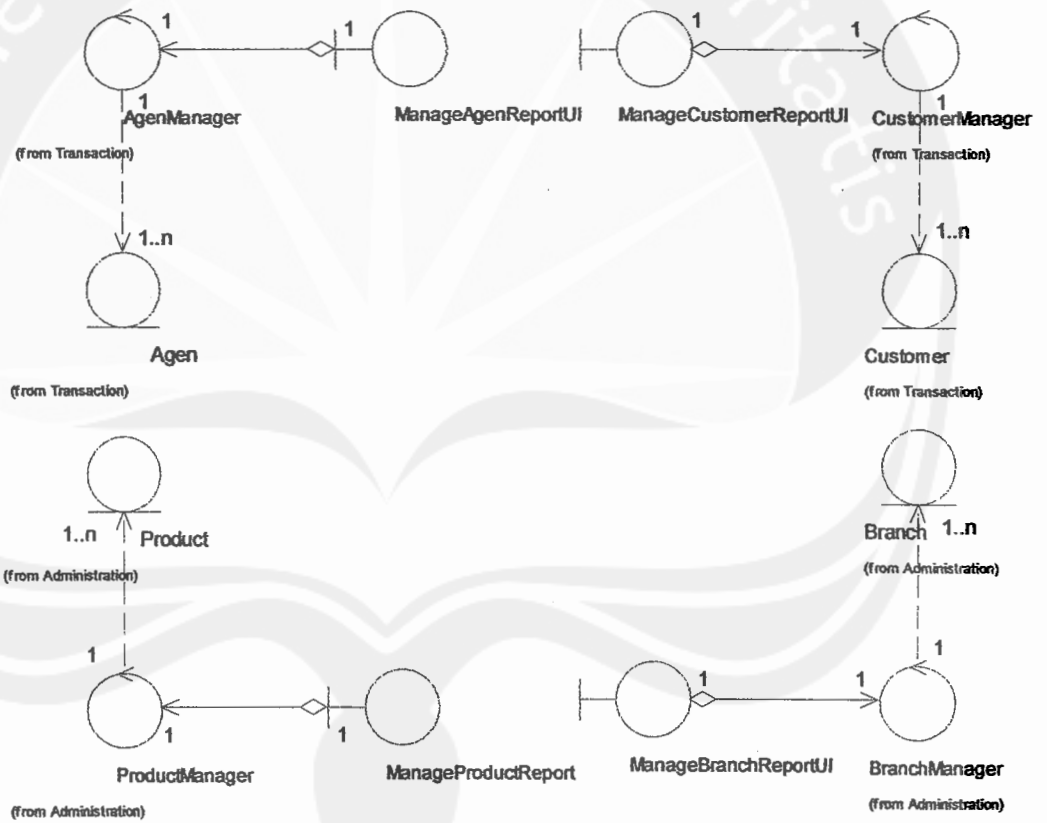 1
1
1
1
1
AgenManager
ManageAgenReportUI
ManageCustomerReportUI
1
CustomerManager
(from Transaction)
(from Transaction)
ritatis
1..n
1..n
Agen
Customer
(from Transaction)
(from Transaction)
1..n
Product
Branch
1..n
(from Administration)
(from Administration)
1
1
1
1
1
1
ProductManager
ManageProductReport
ManageBranchReportUI
BranchManager
(from Administration)
(from Administration)